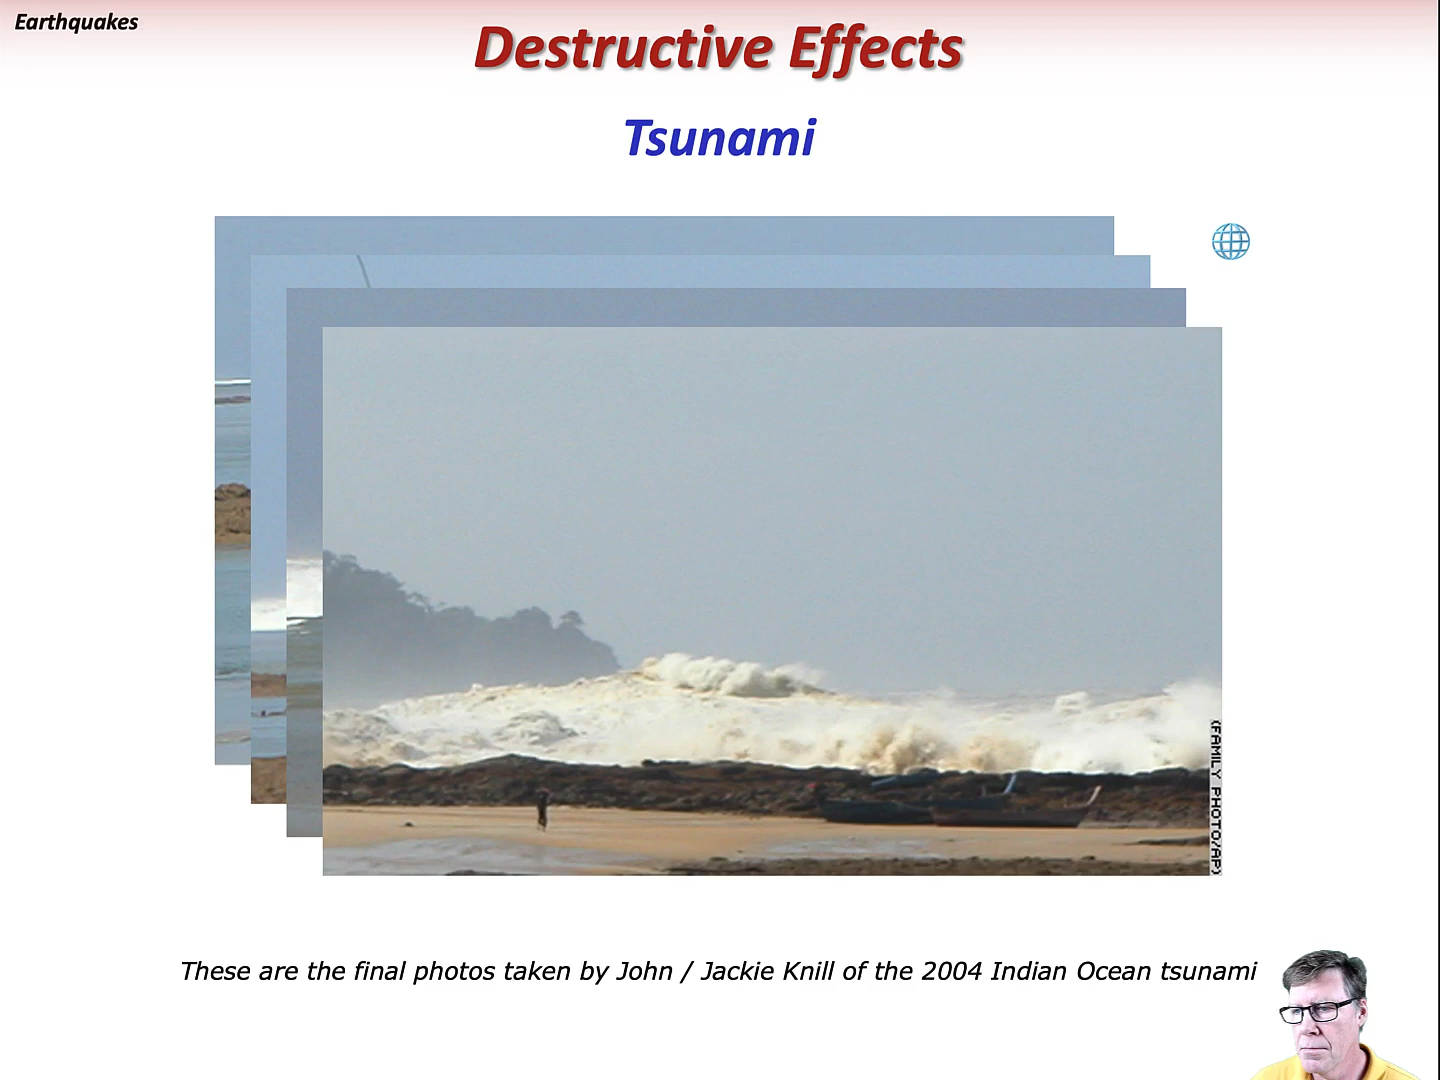 Earthquakes
Destructive Effects
Tsunami
(FAMILY PHOTO/AP)
These are the final photos taken by John / Jackie Knill of the 2004 Indian Ocean tsunami